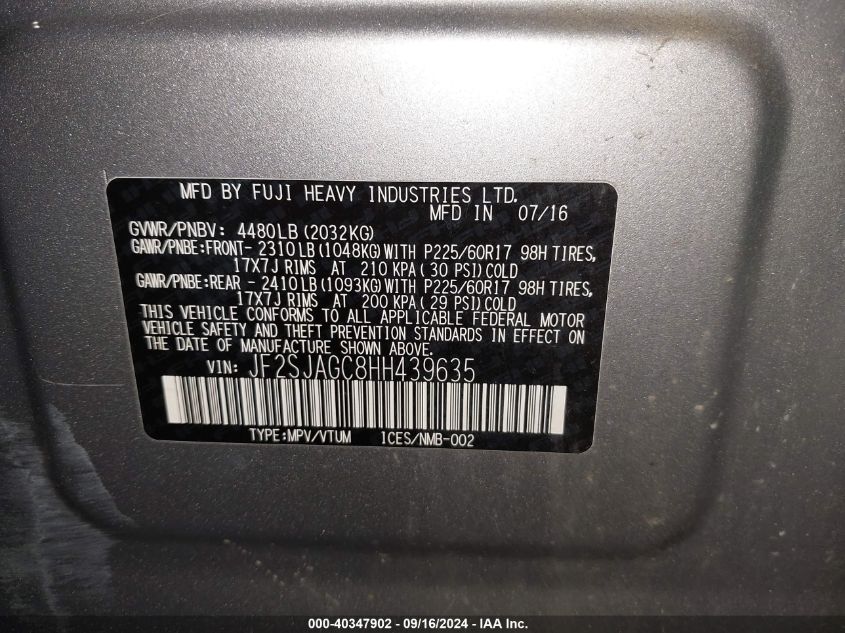 MFD BY FUJI HEAVY INDUSTRIES LTD.
MFD IN 07/16
GVWR/PNBV: 4480LB(2032KG)
GAWR/PNBE:FRONT- 2310LB(1048KG)WITH P225/60R17 98H TIRES,
17X7J RIMS AT 210 KPA(30 PSI)COLD
GAWR/PNBE:REAR - 2410LB(1093KG)WITH P225/60R17 98H TIRES,
17X7J RIMS AT 200 KPA(29 PSI)COLD
THIS VEHICLE CONFORMS TO ALL APPLICABLE FEDERAL MOTOR
VEHICLE SAFETY AND THEFT PREVENTION STANDARDS IN EFFECT ON
THE DATE OF MANUFACTURE SHOWN ABOVE.
VIN: JF2SJAGC8HH439635
TYPE:MPV/VTUM ICES/NMB-002
000-40347902 - 09/16/2024 - IAA Inc.